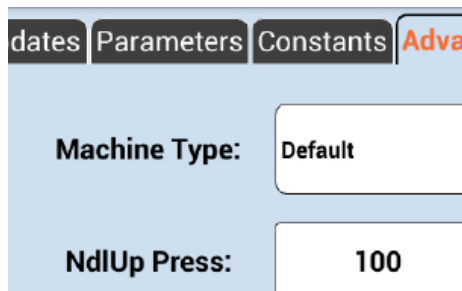 dates Parameters Constants Adva
Machine Type: Default
NdlUp Press: 100